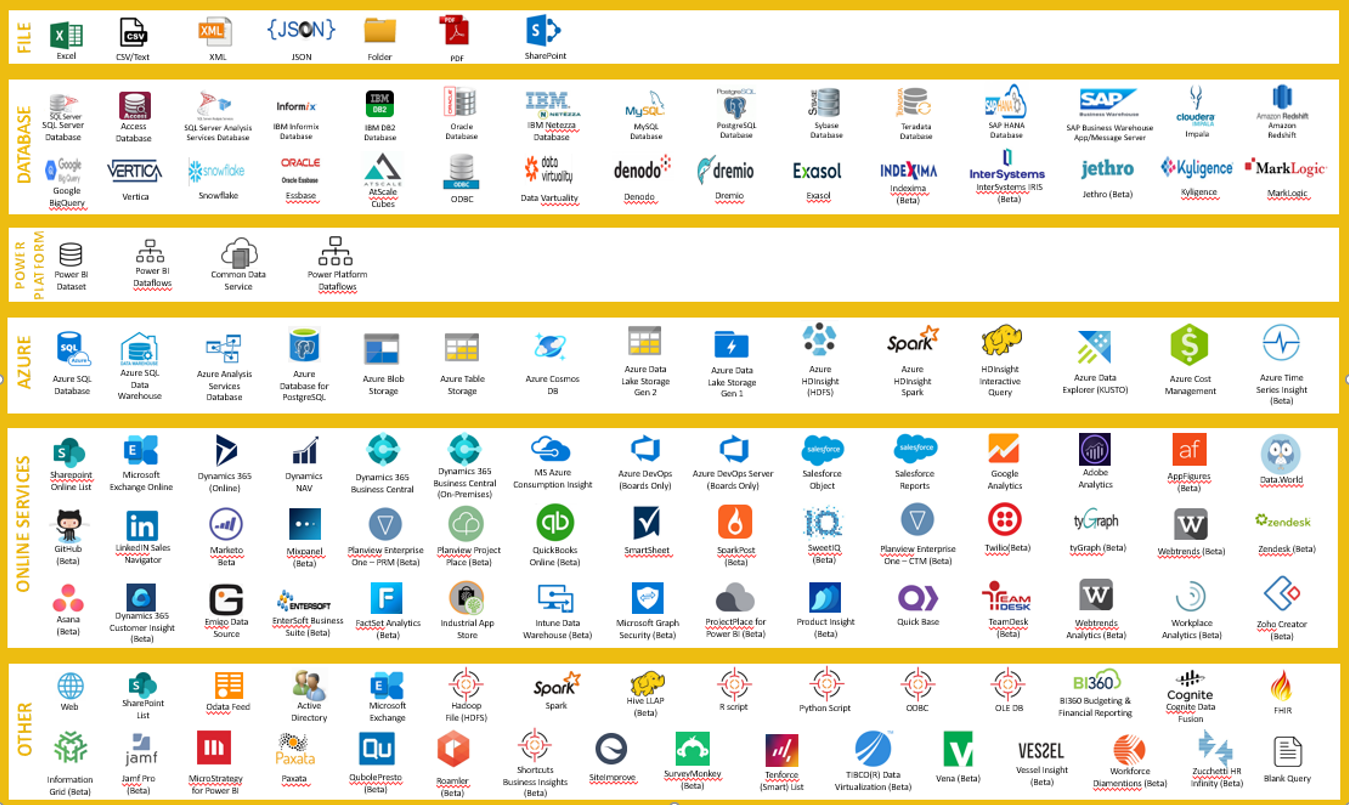 FILE
Excel
CSV/Text
XML
JSON
Folder
PDF
SharePoint
DATABASE
SQL Server
Database
Access
Database
SQL Server Analysis
Services Database
IBM Informix
Database
IBM DB2
Database
Oracle
Database
IBM Netezza
Database
MySQL
Database
PostgreSQL
Database
Sybase
Database
Teradata
Database
SAP HANA
Database
SAP Business Warehouse
App/Message Server
Impala
Amazon
Redshift
Google
BigQuery
Vertica
Snowflake
Essbase
AtScale
Cubes
ODBC
Data Vartuality
Denodo
Dremio
Exasol
Indexima
(Beta)
InterSystems IRIS
(Beta)
Jethro (Beta)
Kyligence
MarkLogic
POWER
PLATFORM
Power BI
Dataset
Power BI
Dataflows
Common Data
Service
Power Platform
Dataflows
AZURE
Azure SQL
Database
Azure SQL
Data
Warehouse
Azure Analysis
Services
Database
Azure
Database for
PostgreSQL
Azure Blob
Storage
Azure Table
Storage
Azure Cosmos
DB
Azure Data
Lake Storage
Gen 2
Azure Data
Lake Storage
Gen 1
Azure
HDInsight
(HDFS)
Azure
HDInsight
Spark
HDInsight
Interactive
Query
Azure Data
Explorer (KUSTO)
Azure Cost
Management
Azure Time
Series Insight
(Beta)
ONLINE SERVICES
Sharepoint
Online List
Microsoft
Exchange Online
Dynamics 365
(Online)
Dynamics
NAV
Dynamics 365
Business Central
Dynamics 365
Business Central
(On-Premises)
MS Azure
Consumption Insight
Azure DevOps
(Boards Only)
Azure DevOps Server
(Boards Only)
Salesforce
Object
Salesforce
Reports
Google
Analytics
Adobe
Analytics
AppFigures
(Beta)
Data.World
GitHub
(Beta)
LinkedIN Sales
Navigator
Marketo
Beta
Mixpanel
(Beta)
Planview Enterprise
One – PRM (Beta)
Planview Project
Place (Beta)
QuickBooks
Online (Beta)
SmartSheet
SparkPost
(Beta)
SweetIQ
(Beta)
Planview Enterprise
One – CTM (Beta)
Twilio(Beta)
tyGraph (Beta)
Webtrends (Beta)
Zendesk (Beta)
Asana
(Beta)
Dynamics 365
Customer Insight
(Beta)
Emigo Data
Source
EnterSoft Business
Suite (Beta)
FactSet Analytics
(Beta)
Industrial App
Store
Intune Data
Warehouse (Beta)
Microsoft Graph
Security (Beta)
ProjectPlace for
Power BI (Beta)
Product Insight
(Beta)
Quick Base
TeamDesk
(Beta)
Webtrends
Analytics (Beta)
Workplace
Analytics (Beta)
Zoho Creator
(Beta)
OTHER
Web
SharePoint
List
Odata Feed
Active
Directory
Microsoft
Exchange
Hadoop
File (HDFS)
Spark
Hive LLAP
(Beta)
R script
Python Script
ODBC
OLE DB
BI360 Budgeting &
Financial Reporting
Cognite Data
Fusion
FHIR
Information
Grid (Beta)
Jamf Pro
(Beta)
MicroStrategy
for Power BI
Paxata
QubolePresto
(Beta)
Roamler
(Beta)
Shortcuts
Business Insights
(Beta)
SiteImprove
SurveyMonkey
(Beta)
Tenforce
(Smart) List
TIBCO(R) Data
Virtualization (Beta)
Vena (Beta)
Vessel Insight
(Beta)
Workforce
Diamentions (Beta)
Zucchetti HR
Infinity (Beta)
Blank Query